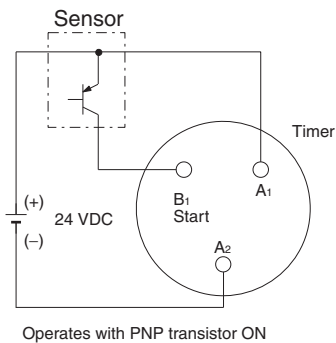 Sensor
Timer
A1
B1
Start
(+)
24 VDC
(−)
A2
Operates with PNP transistor ON